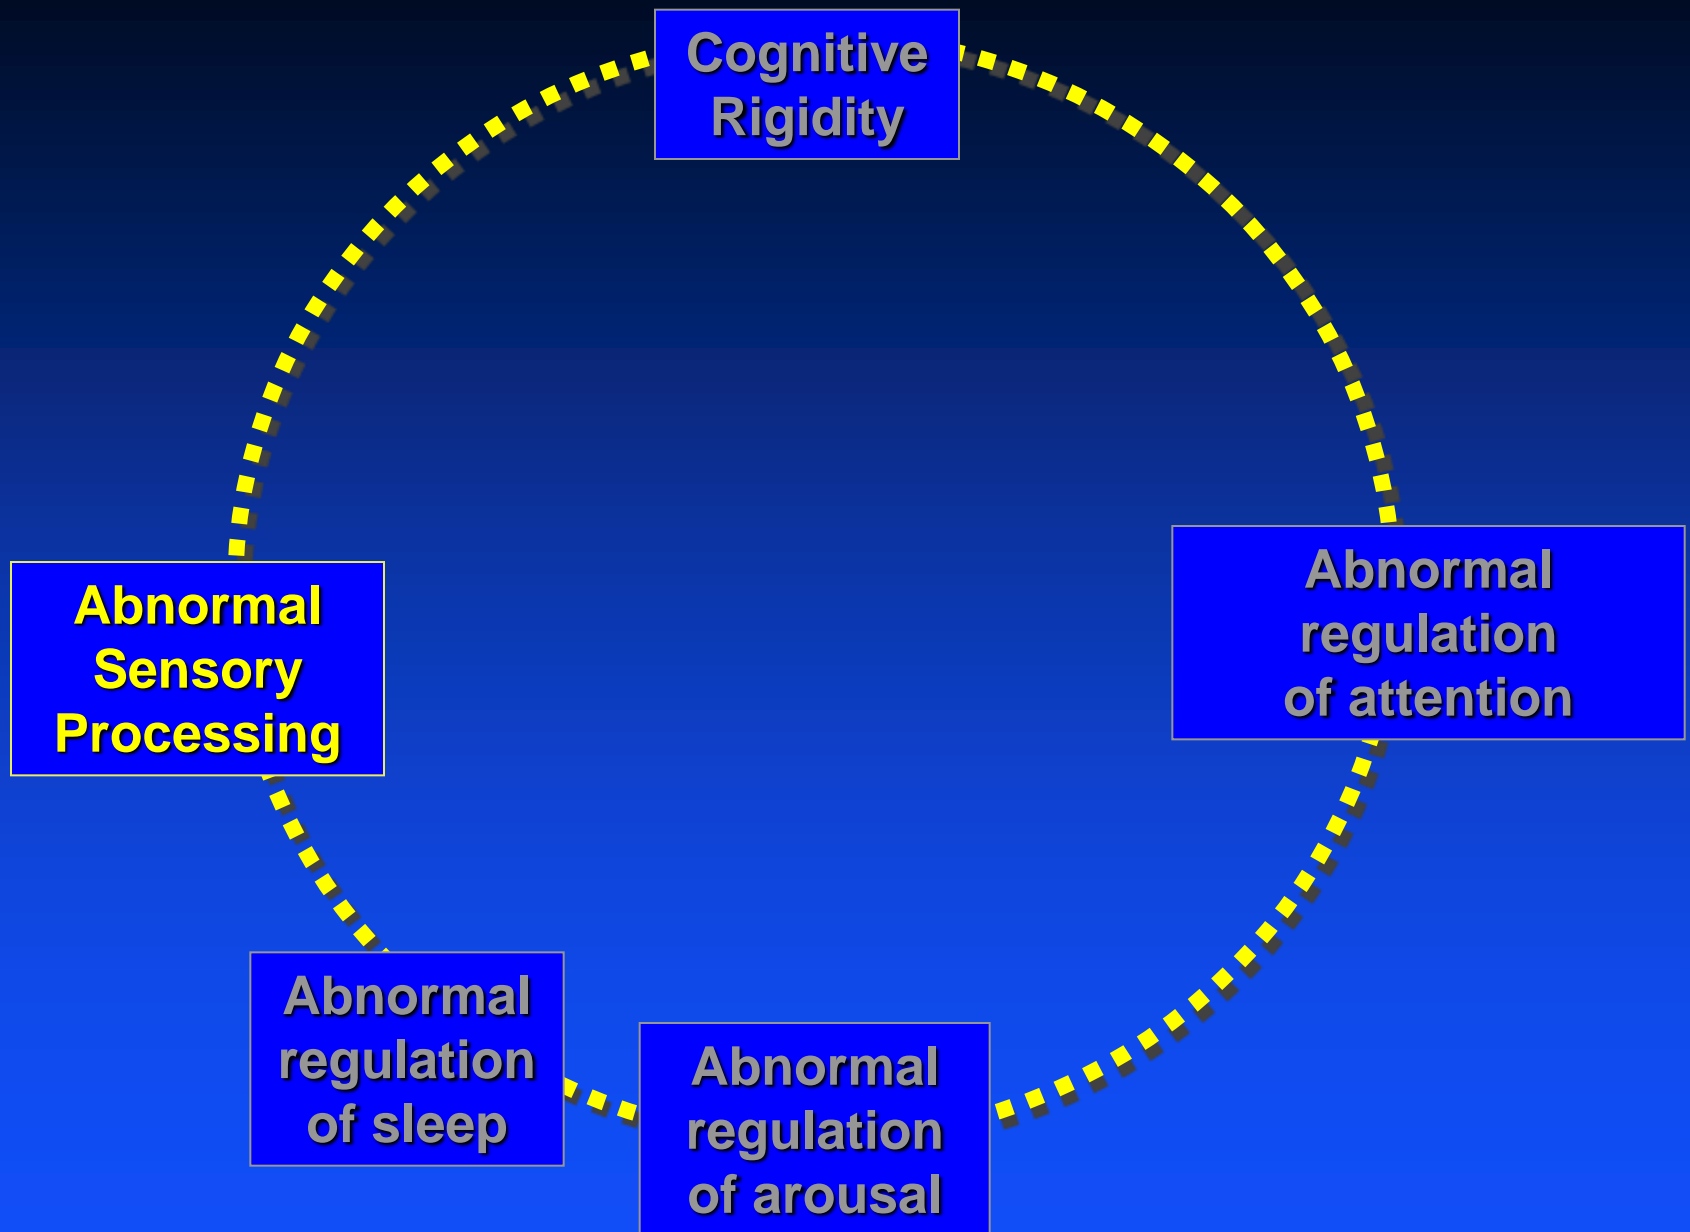 Cognitive
Rigidity
Abnormal
regulation
of attention
Abnormal
Sensory
Processing
Abnormal
regulation
of sleep
Abnormal
regulation
of arousal